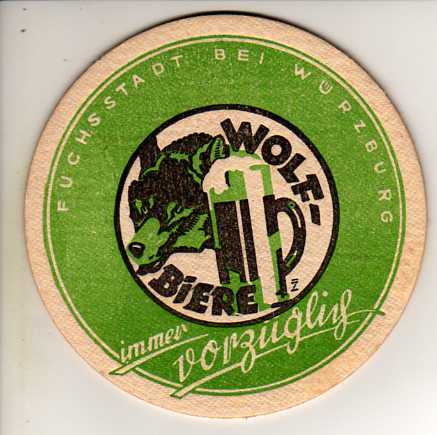 FUCHSSTADT BEI WÜRZBURG
WOLF-
BIERE
immer
vorzüglich